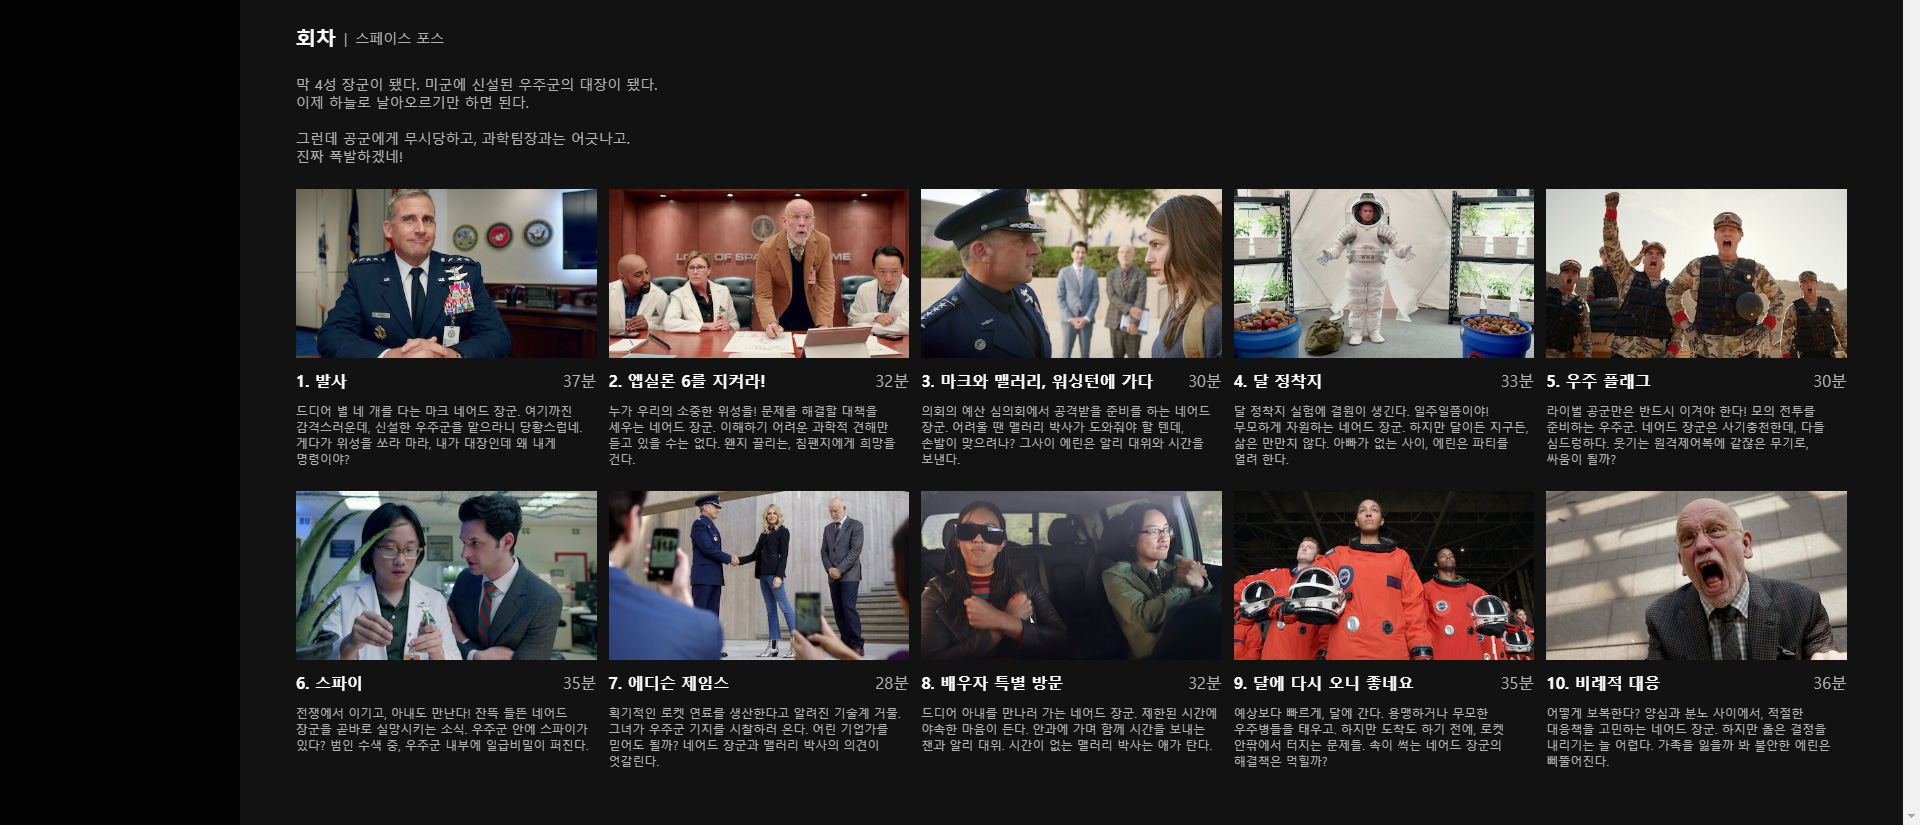 회차 | 스페이스 포스
막 4성 장군이 됐다. 미군에 신설된 우주군의 대장이 됐다.
이제 하늘로 날아오르기만 하면 된다.
그런데 공군에게 무시당하고, 과학팀장과는 어긋나고.
진짜 폭발하겠네!
1. 발사 37분
드디어 별 네 개를 다는 마크 네어드 장군. 여기까진
감격스러운데, 신설한 우주군을 맡으라니 당황스럽네.
게다가 위성을 쏘라 마라, 내가 대장인데 왜 내게
명령이야?
2. 엡실론 6를 지켜라! 32분
누가 우리의 소중한 위성을! 문제를 해결할 대책을
세우는 네어드 장군. 이해하기 어려운 과학적 견해만
듣고 있을 수는 없다. 왠지 끌리는, 침팬지에게 희망을
건다.
3. 마크와 맬러리, 워싱턴에 가다 30분
의회의 예산 심의회에서 공격받을 준비를 하는 네어드
장군. 어려울 땐 맬러리 박사가 도와줘야 할 텐데,
손발이 맞으려나? 그사이 에린은 알리 대위와 시간을
보낸다.
4. 달 정착지 33분
달 정착지 실험에 결원이 생긴다. 일주일쯤이야!
무모하게 자원하는 네어드 장군. 하지만 달이든 지구든,
삶은 만만치 않다. 아빠가 없는 사이, 에린은 파티를
열려 한다.
5. 우주 플래그 30분
라이벌 공군만은 반드시 이겨야 한다! 모의 전투를
준비하는 우주군. 네어드 장군은 사기충천한데, 다들
심드렁하다. 웃기는 원격제어복에 같잖은 무기로,
싸움이 될까?
6. 스파이 35분
전쟁에서 이기고, 아내도 만난다! 잔뜩 들뜬 네어드
장군을 곧바로 실망시키는 소식. 우주군 안에 스파이가
있다? 범인 수색 중, 우주군 내부에 일급비밀이 퍼진다.
7. 에디슨 제임스 28분
획기적인 로켓 연료를 생산한다고 알려진 기술계 거물.
그녀가 우주군 기지를 시찰하러 온다. 어린 기업가를
믿어도 될까? 네어드 장군과 맬러리 박사의 의견이
엇갈린다.
8. 배우자 특별 방문 32분
드디어 아내를 만나러 가는 네어드 장군. 제한된 시간에
야속한 마음이 든다. 안과에 가며 함께 시간을 보내는
챈과 알리 대위. 시간이 없는 맬러리 박사는 애가 탄다.
9. 달에 다시 오니 좋네요 35분
예상보다 빠르게, 달에 간다. 용맹하거나 무모한
우주병들을 태우고. 하지만 도착도 하기 전에, 로켓
안팎에서 터지는 문제들. 속이 썩는 네어드 장군의
해결책은 먹힐까?
10. 비례적 대응 36분
어떻게 보복한다? 양심과 분노 사이에서, 적절한
대응책을 고민하는 네어드 장군. 하지만 옳은 결정을
내리기는 늘 어렵다. 가족을 잃을까 봐 불안한 에린은
삐뚤어진다.